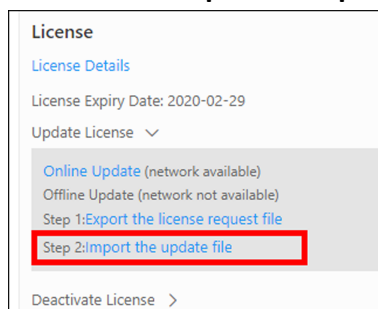 License
License Details
License Expiry Date: 2020-02-29
Update License
Online Update (network available)
Offline Update (network not available)
Step 1:Export the license request file
Step 2:Import the update file
Deactivate License